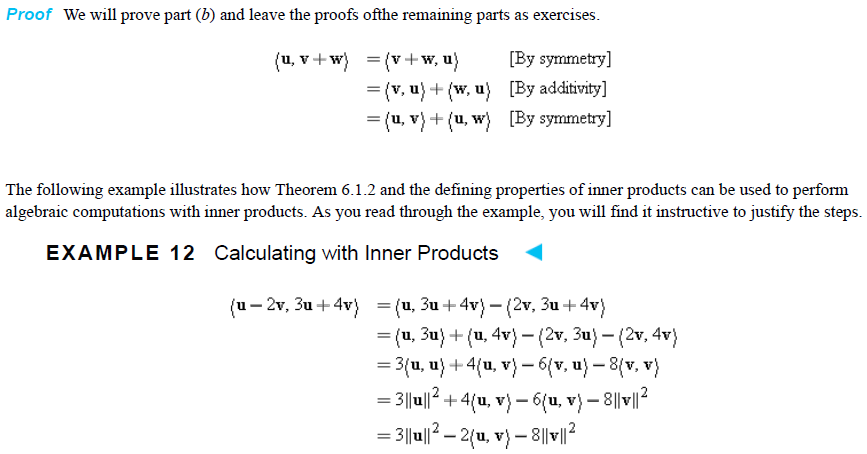 Proof We will prove part (b) and leave the proofs ofthe remaining parts as exercises.
⟨u, v + w⟩ = ⟨v + w, u⟩ [By symmetry]
= ⟨v, u⟩ + ⟨w, u⟩ [By additivity]
= ⟨u, v⟩ + ⟨u, w⟩ [By symmetry]
The following example illustrates how Theorem 6.1.2 and the defining properties of inner products can be used to perform
algebraic computations with inner products. As you read through the example, you will find it instructive to justify the steps.
EXAMPLE 12 Calculating with Inner Products
⟨u − 2v, 3u + 4v⟩ = ⟨u, 3u + 4v⟩ − ⟨2v, 3u + 4v⟩
= ⟨u, 3u⟩ + ⟨u, 4v⟩ − ⟨2v, 3u⟩ − ⟨2v, 4v⟩
= 3⟨u, u⟩ + 4⟨u, v⟩ − 6⟨v, u⟩ − 8⟨v, v⟩
= 3‖u‖² + 4⟨u, v⟩ − 6⟨u, v⟩ − 8‖v‖²
= 3‖u‖² − 2⟨u, v⟩ − 8‖v‖²